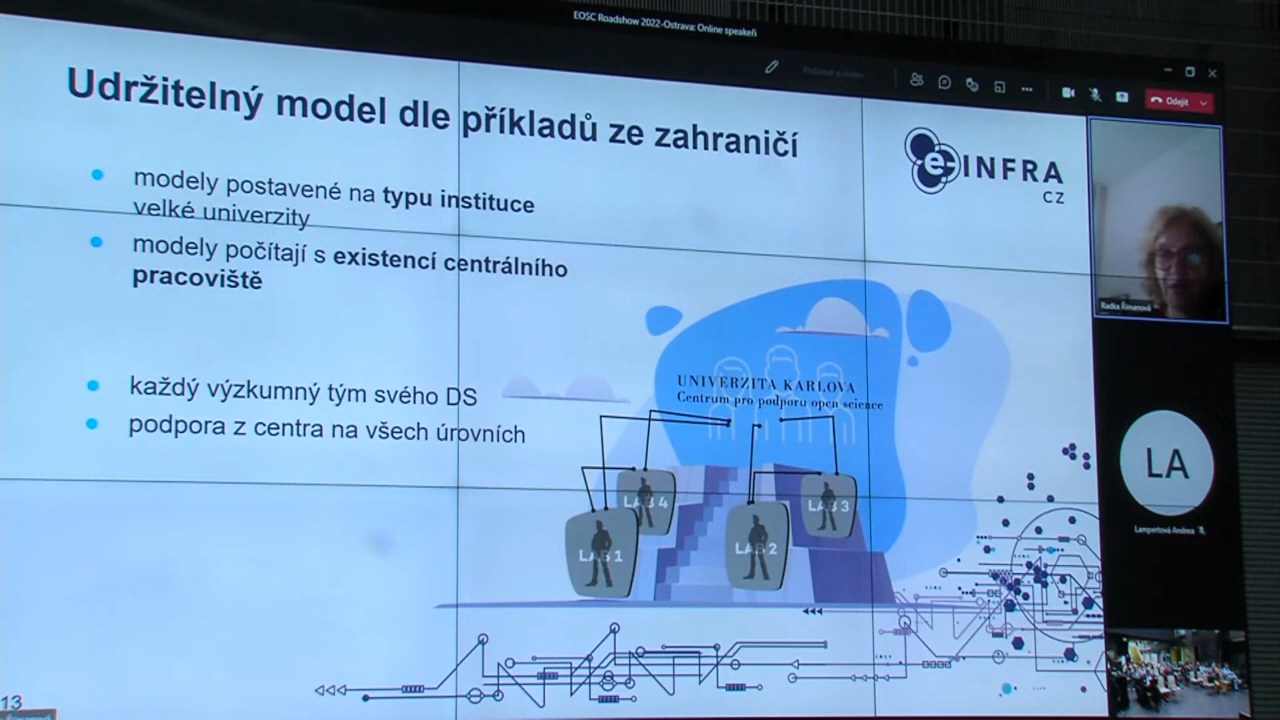 EOSC Roadshow 2022-Ostrava: Online speakeři
Odejít
Udržitelný model dle příkladů ze zahraničí
e-INFRA
CZ
modely postavené na typu instituce
velké univerzity
modely počítají s existencí centrálního
pracoviště
každý výzkumný tým svého DS
podpora z centra na všech úrovních
UNIVERZITA KARLOVA
Centrum pro podporu open science
LAB 4
LAB 3
LAB 1
LAB 2
Radka Římanová
LA
Lampertová Andrea
13